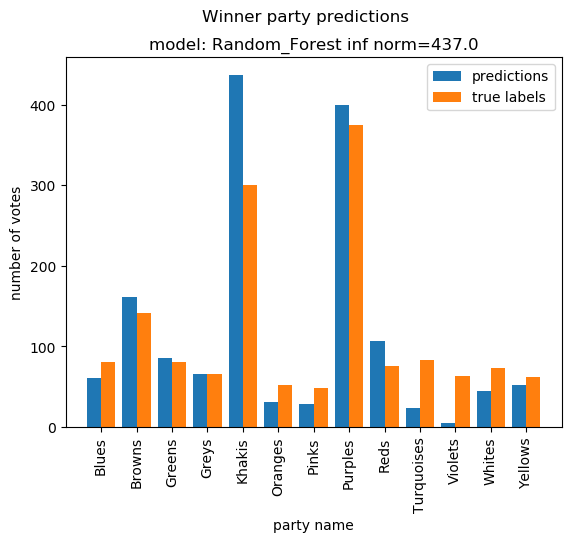 Winner party predictions
model: Random_Forest inf norm=437.0
predictions
true labels
number of votes
400
300
200
100
0
Blues
Browns
Greens
Greys
Khakis
Oranges
Pinks
Purples
Reds
Turquoises
Violets
Whites
Yellows
party name